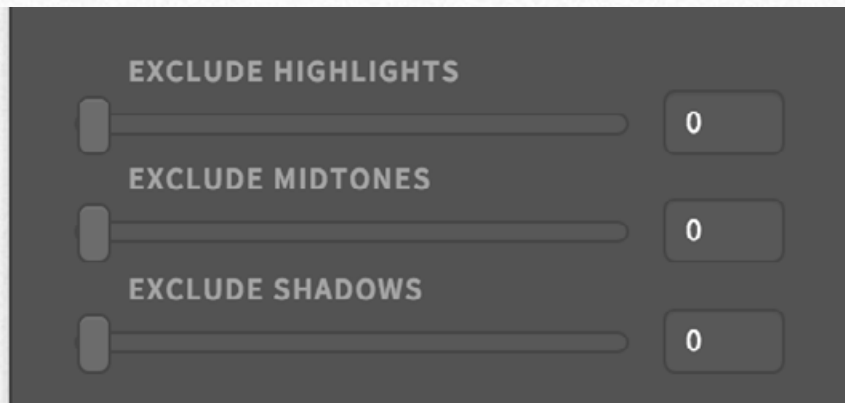 EXCLUDE HIGHLIGHTS
0
EXCLUDE MIDTONES
0
EXCLUDE SHADOWS
0